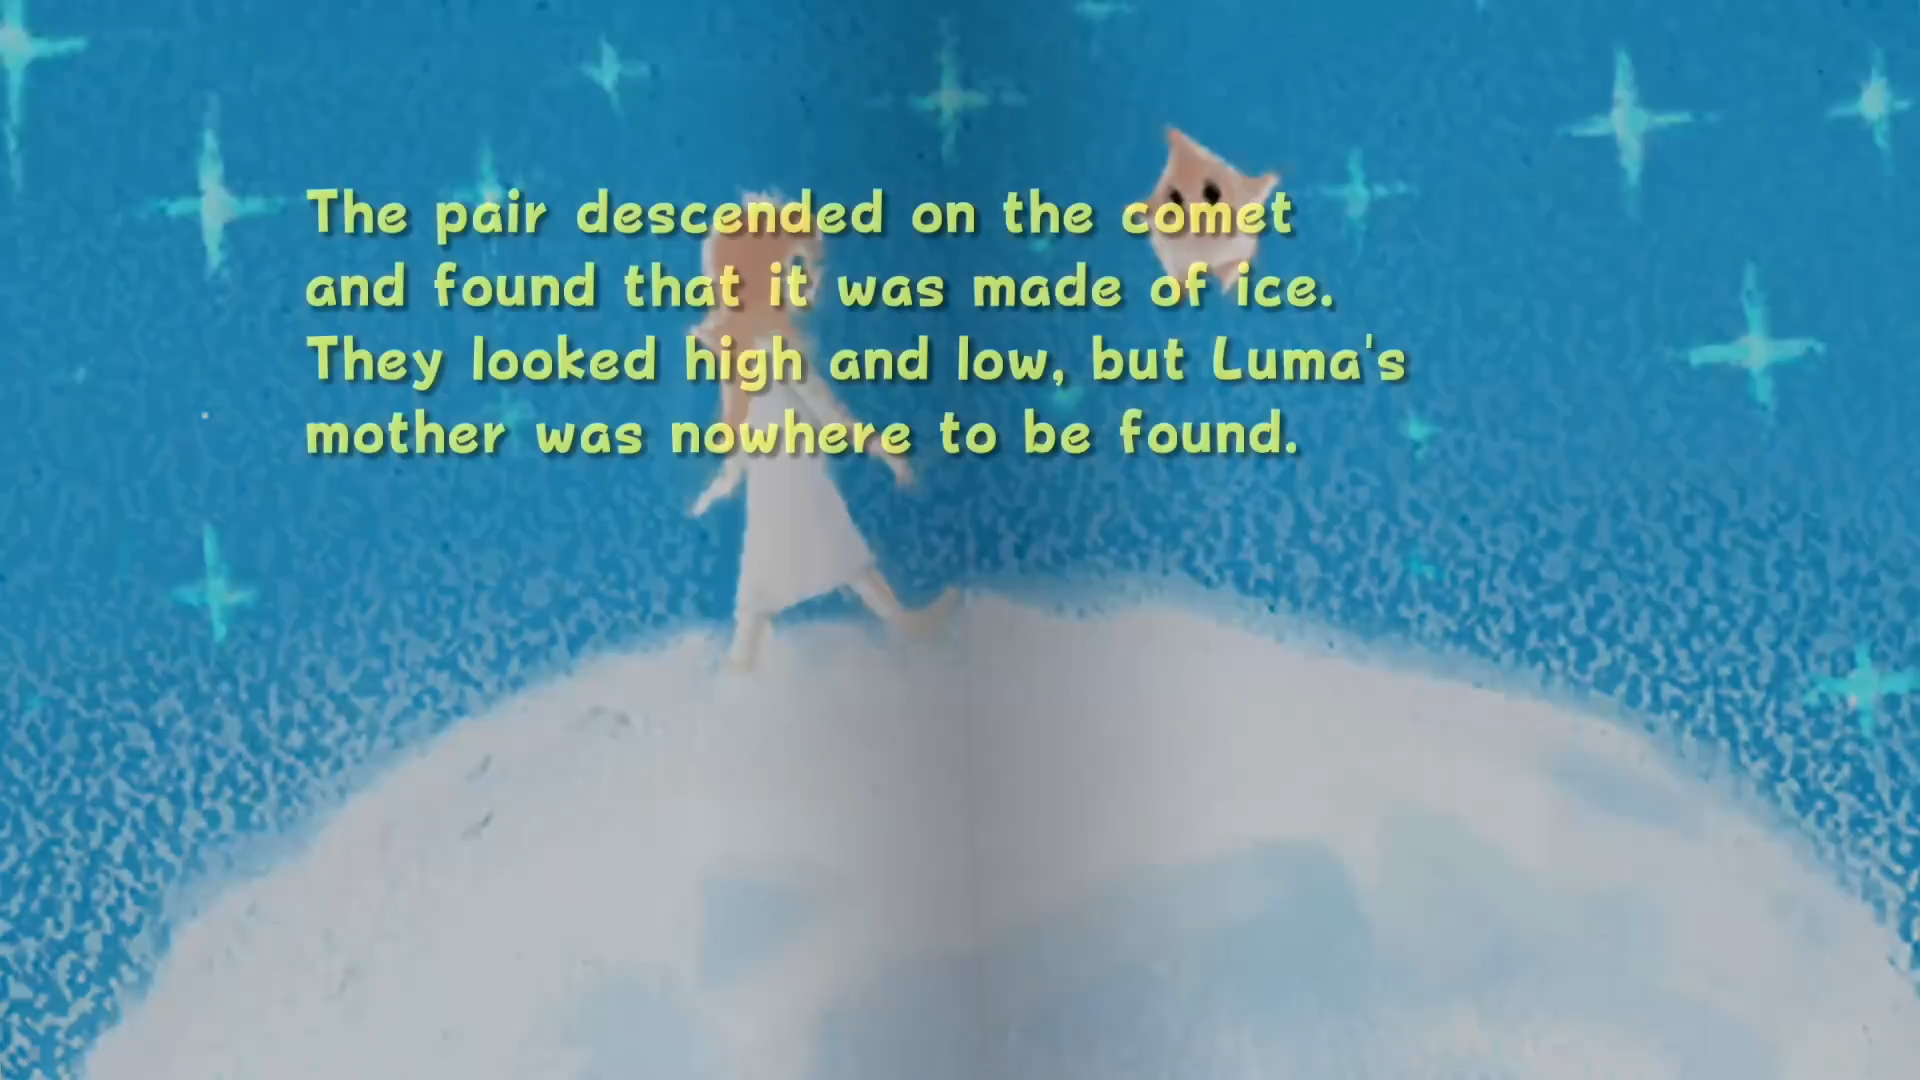 The pair descended on the comet
and found that it was made of ice.
They looked high and low, but Luma's
mother was nowhere to be found.